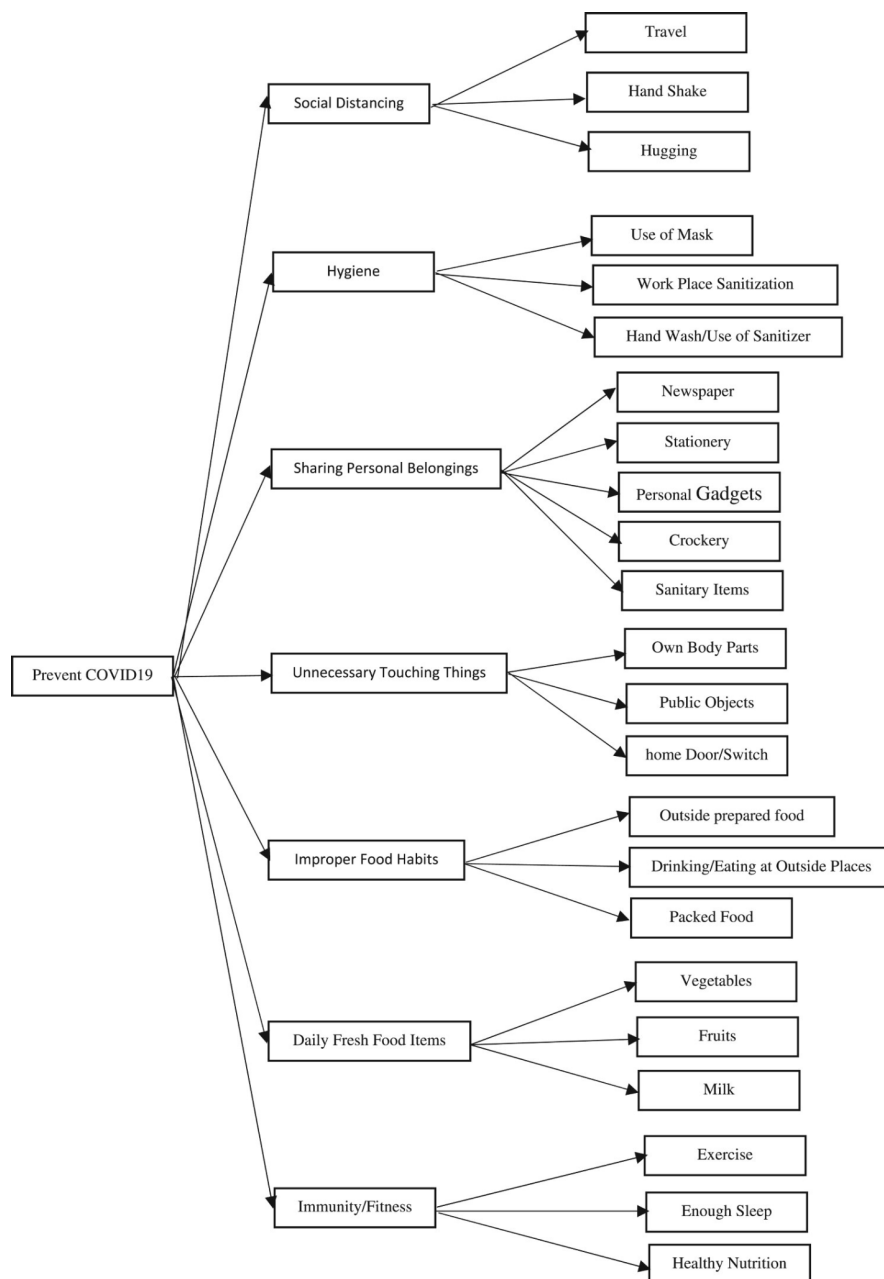 Travel
Social Distancing
Hand Shake
Hugging
Use of Mask
Hygiene
Work Place Sanitization
Hand Wash/Use of Sanitizer
Newspaper
Stationery
Sharing Personal Belongings
Personal Gadgets
Crockery
Sanitary Items
Prevent COVID19
Own Body Parts
Unnecessary Touching Things
Public Objects
home Door/Switch
Outside prepared food
Improper Food Habits
Drinking/Eating at Outside Places
Packed Food
Vegetables
Daily Fresh Food Items
Fruits
Milk
Exercise
Immunity/Fitness
Enough Sleep
Healthy Nutrition